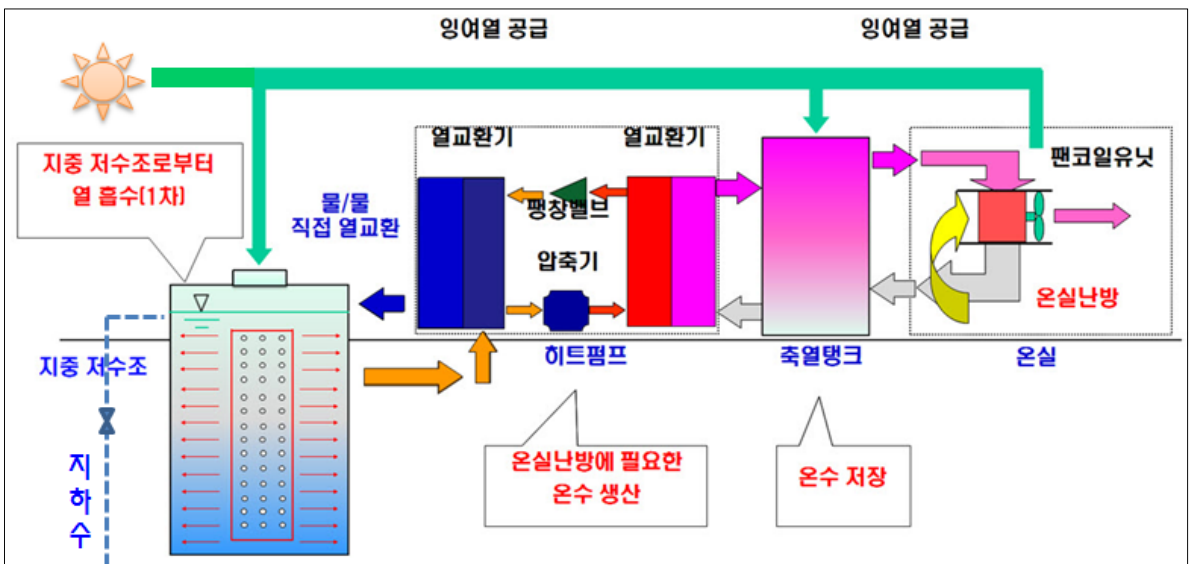 잉여열 공급
잉여열 공급
지중 저수조로부터
열 흡수(1차)
물/물
직접 열교환
열교환기
열교환기
팽창밸브
압축기
팬코일유닛
온실난방
지중 저수조
히트펌프
축열탱크
온실
지
하
수
온실난방에 필요한
온수 생산
온수 저장